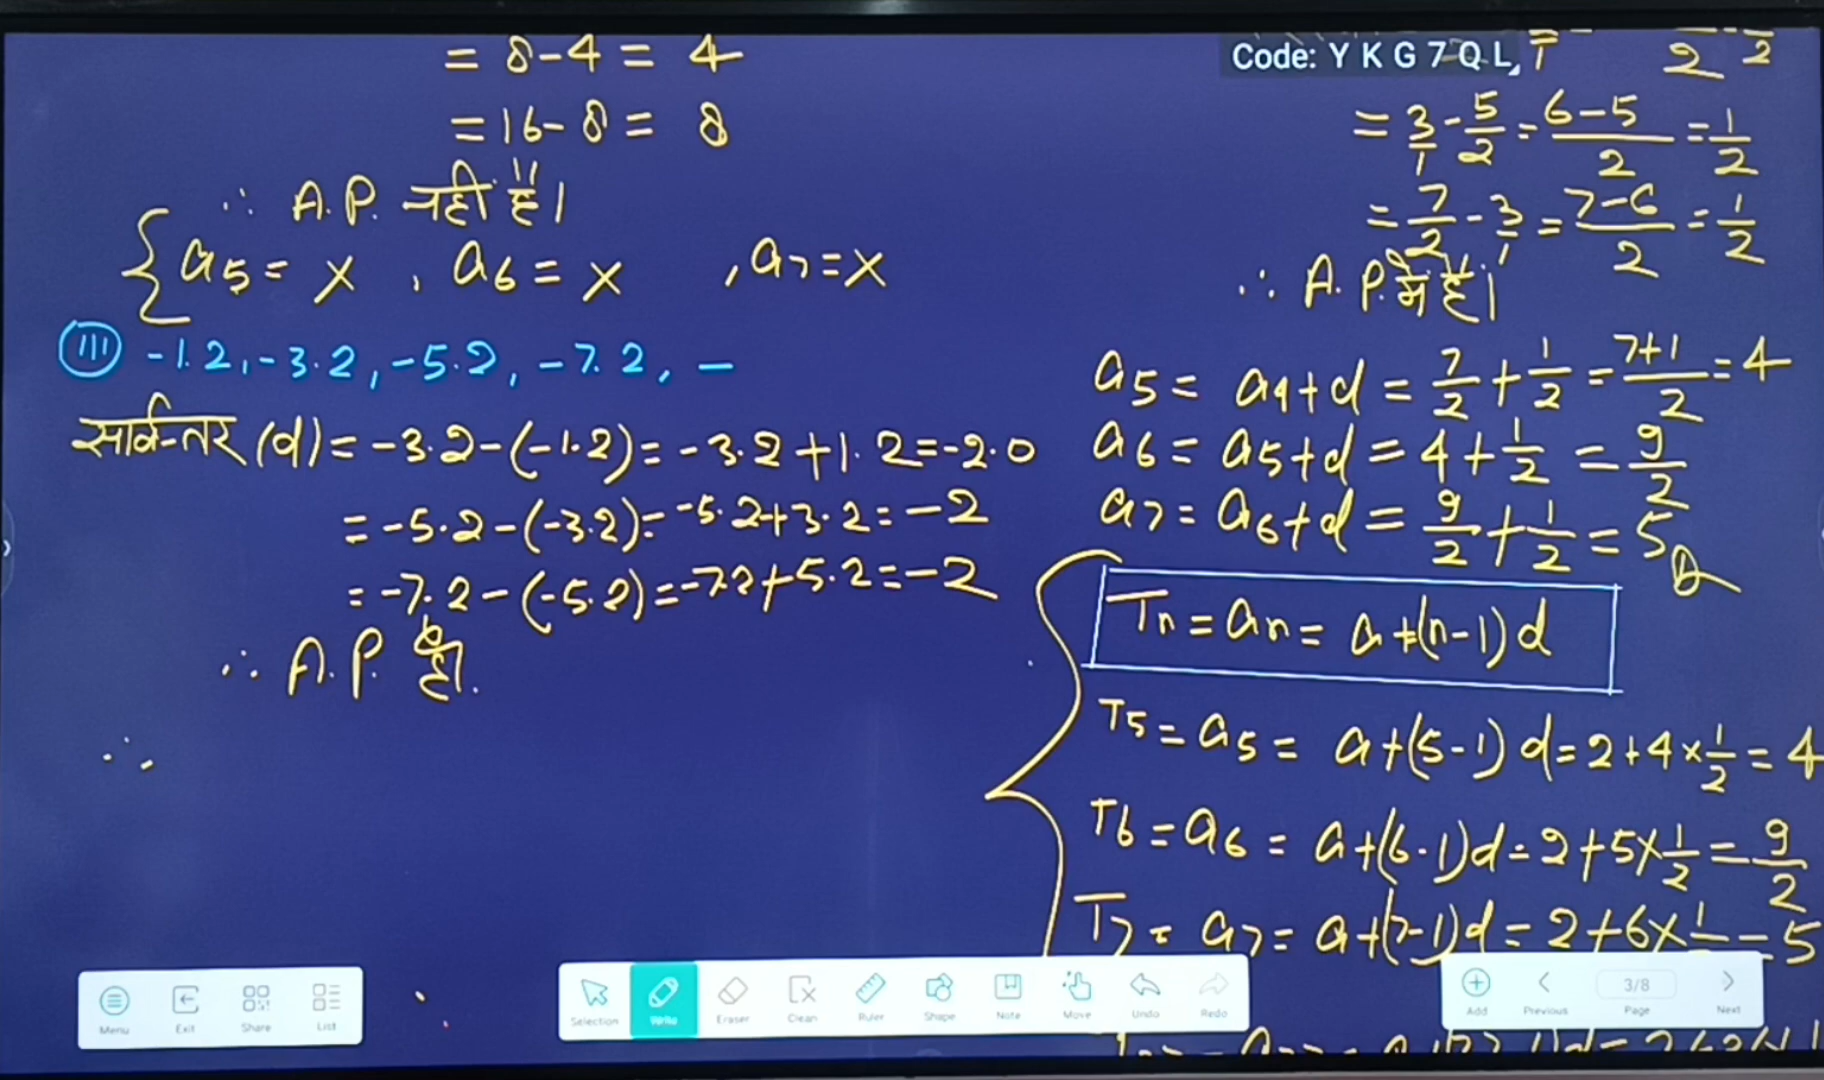 = 8-4 = 4
= 16-8 = 8
∴ A.P. नहीं है।
{ a5 = x , a6 = x , a7 = x
(III) -1.2, -3.2, -5.2, -7.2, —
सार्वन्तर (d) = -3.2-(-1.2) = -3.2+1.2 = -2.0
= -5.2-(-3.2) = -5.2+3.2 = -2
= -7.2-(-5.2) = -7.2+5.2 = -2
∴ A.P. है.
∴
Code: Y K G 7 Q L
= 3/1 - 5/2 = 6-5/2 = 1/2
= 7/2 - 3/1 = 7-6/2 = 1/2
∴ A.P. में है।
a5 = a4+d = 7/2 + 1/2 = 7+1/2 = 4
a6 = a5+d = 4 + 1/2 = 9/2
a7 = a6+d = 9/2 + 1/2 = 5
Tn = an = a+(n-1)d
T5 = a5 = a+(5-1)d = 2+4×1/2 = 4
T6 = a6 = a+(6-1)d = 2+5×1/2 = 9/2
T7 = a7 = a+(7-1)d = 2+6×1/ = 5
Menu Exit Share List
Selection Write Eraser Clean Ruler Shape Note Move Undo Redo
3/8
Add Previous Page Next